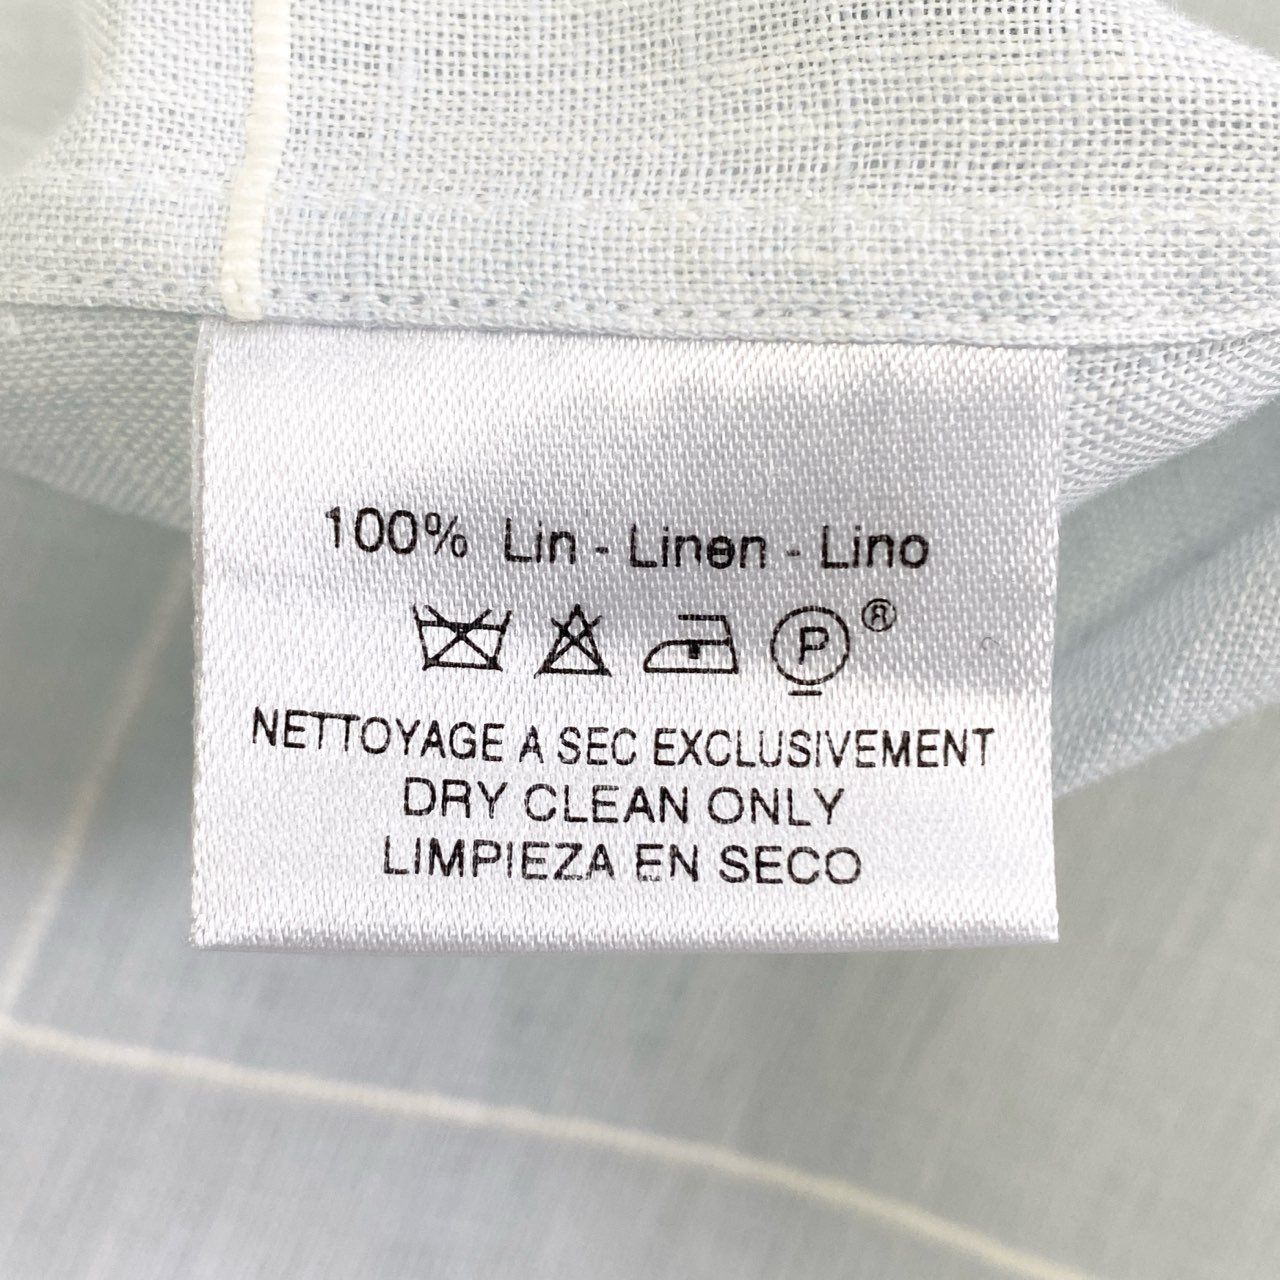 100% Lin - Linen - Lino
P ®
NETTOYAGE A SEC EXCLUSIVEMENT
DRY CLEAN ONLY
LIMPIEZA EN SECO